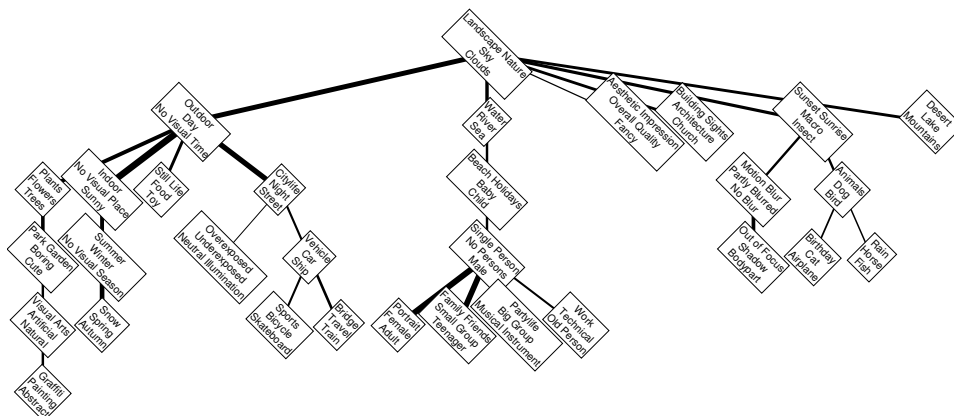 Landscape Nature
Sky
Clouds
Outdoor
Day
No Visual Time
Water
River
Sea
Aesthetic Impression
Overall Quality
Fancy
Building Sights
Architecture
Church
Sunset Sunrise
Macro
Insect
Desert
Lake
Mountains
Plants
Flowers
Trees
Indoor
No Visual Place
Sunny
Still Life
Food
Toy
Citylife
Night
Street
Beach Holidays
Baby
Child
Motion Blur
Partly Blurred
No Blur
Animals
Dog
Bird
Park Garden
Boring
Cute
Summer
Winter
No Visual Season
Overexposed
Underexposed
Neutral Illumination
Vehicle
Car
Ship
Single Person
No Persons
Male
Out of Focus
Shadow
Bodypart
Birthday
Cat
Airplane
Rain
Horse
Fish
Visual Arts
Artificial
Natural
Snow
Spring
Autumn
Sports
Bicycle
Skateboard
Bridge
Travel
Train
Portrait
Female
Adult
Family Friends
Small Group
Teenager
Partylife
Big Group
Musical Instrument
Work
Technical
Old Person
Graffiti
Painting
Abstract